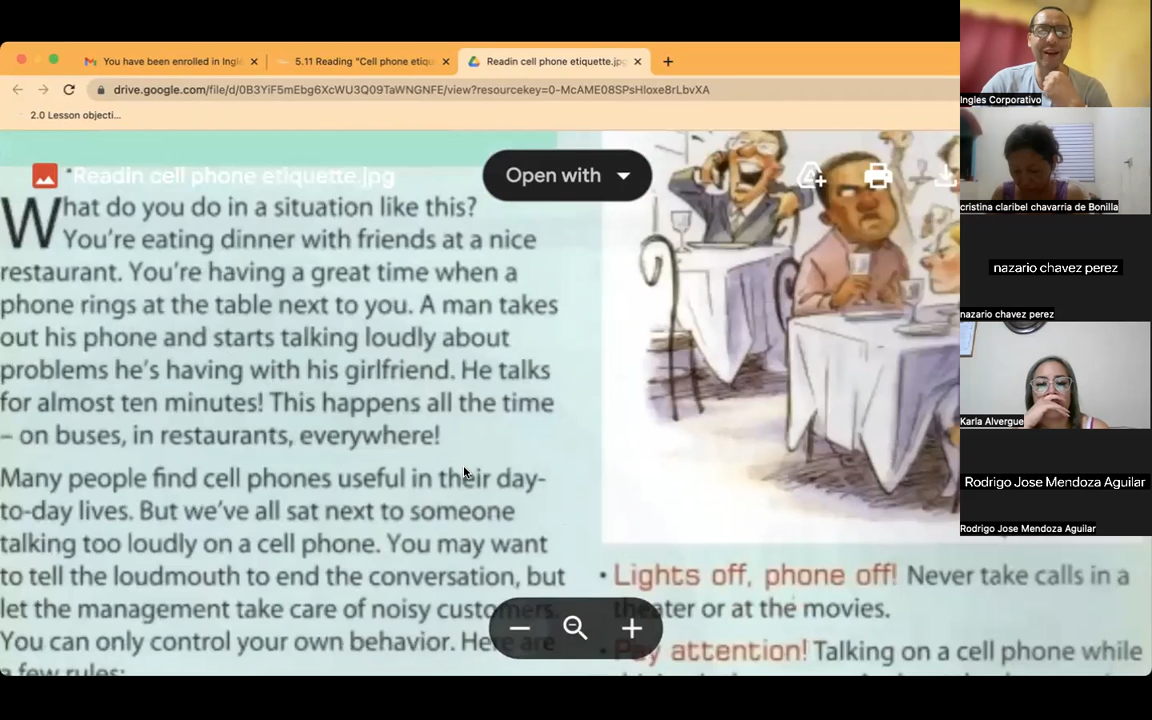 You have been enrolled in Ingl
5.11 Reading "Cell phone etiqu
Readin cell phone etiquette.jpg
drive.google.com/file/d/0B3YiF5mEbg6XcWU3Q09TaWNGNFE/view?resourcekey=0-McAME08SPsHloxe8rLbvXA
2.0 Lesson objecti...
*Readin cell phone etiquette.jpg
Open with
What do you do in a situation like this?
You're eating dinner with friends at a nice
restaurant. You're having a great time when a
phone rings at the table next to you. A man takes
out his phone and starts talking loudly about
problems he's having with his girlfriend. He talks
for almost ten minutes! This happens all the time
– on buses, in restaurants, everywhere!
Many people find cell phones useful in their day-
to-day lives. But we've all sat next to someone
talking too loudly on a cell phone. You may want
to tell the loudmouth to end the conversation, but
let the management take care of noisy customers.
You can only control your own behavior. Here are
a few rules:
• Lights off, phone off! Never take calls in a
theater or at the movies.
• Pay attention! Talking on a cell phone while
Ingles Corporativo
cristina claribel chavarria de Bonilla
nazario chavez perez
nazario chavez perez
Karla Alvergue
Rodrigo Jose Mendoza Aguilar
Rodrigo Jose Mendoza Aguilar